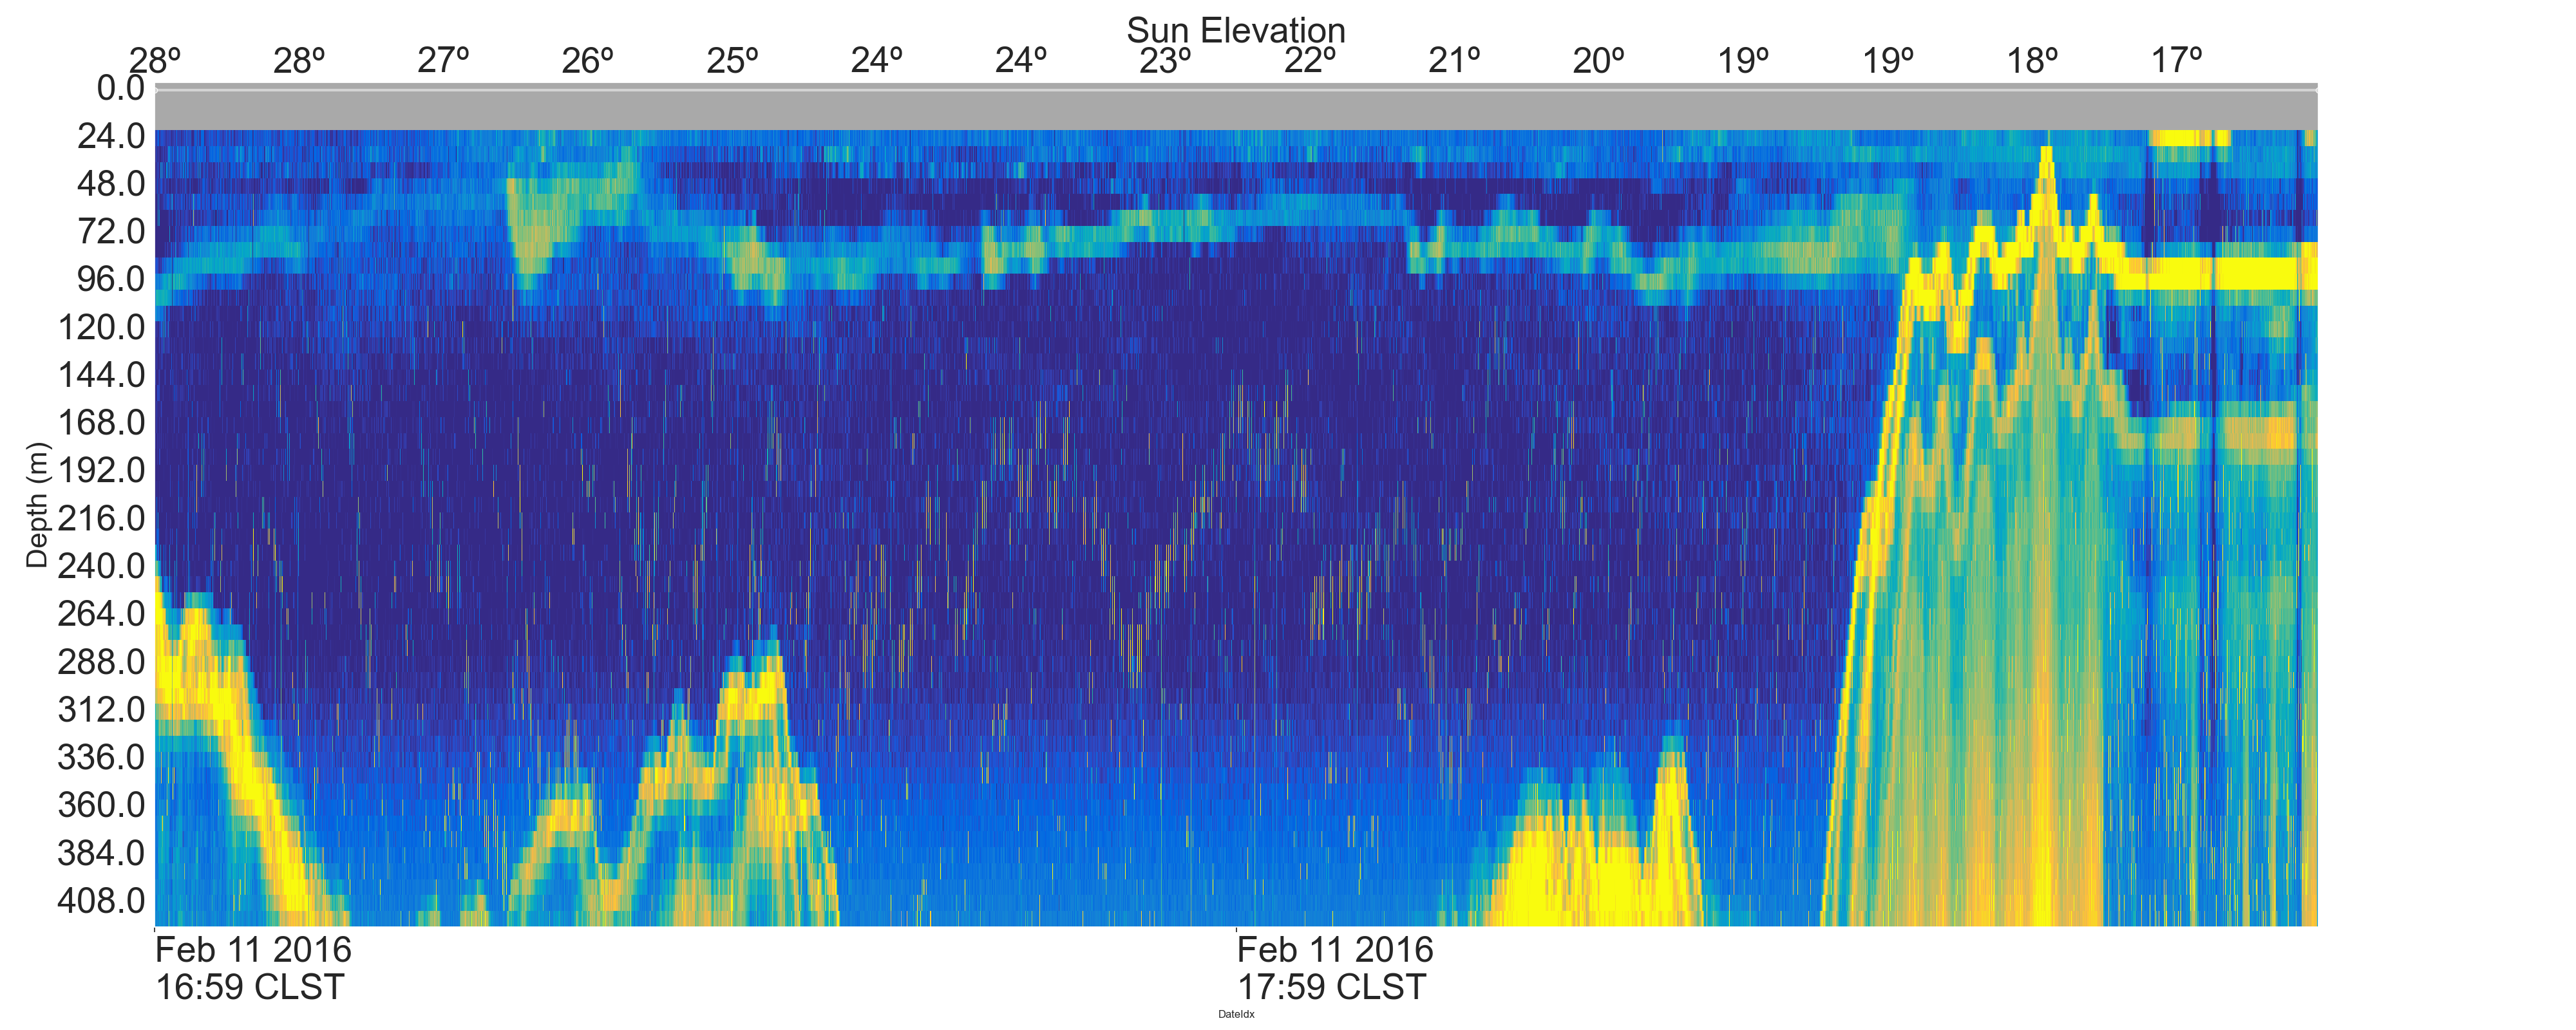 Sun Elevation
28º 28º 27º 26º 25º 24º 24º 23º 22º 21º 20º 19º 19º 18º 17º
0.0
24.0
48.0
72.0
96.0
120.0
144.0
168.0
192.0
216.0
240.0
264.0
288.0
312.0
336.0
360.0
384.0
408.0
Depth (m)
Feb 11 2016
16:59 CLST
Feb 11 2016
17:59 CLST
DateIdx